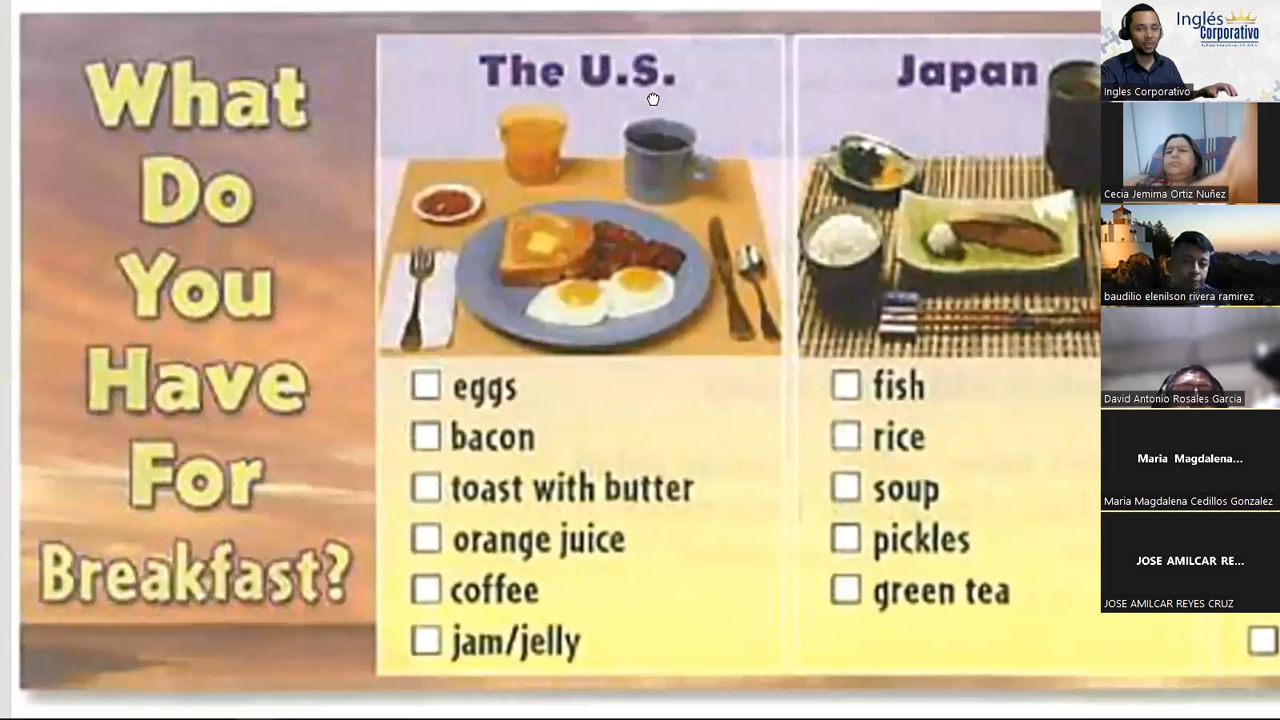 What
Do
You
Have
For
Breakfast?
The U.S.
eggs
bacon
toast with butter
orange juice
coffee
jam/jelly
Japan
fish
rice
soup
pickles
green tea
Inglés
Corporativo
Ingles Corporativo
Cecia Jemima Ortiz Nuñez
baudilio elenilson rivera ramirez
David Antonio Rosales Garcia
Maria Magdalena...
Maria Magdalena Cedillos Gonzalez
JOSE AMILCAR RE...
JOSE AMILCAR REYES CRUZ